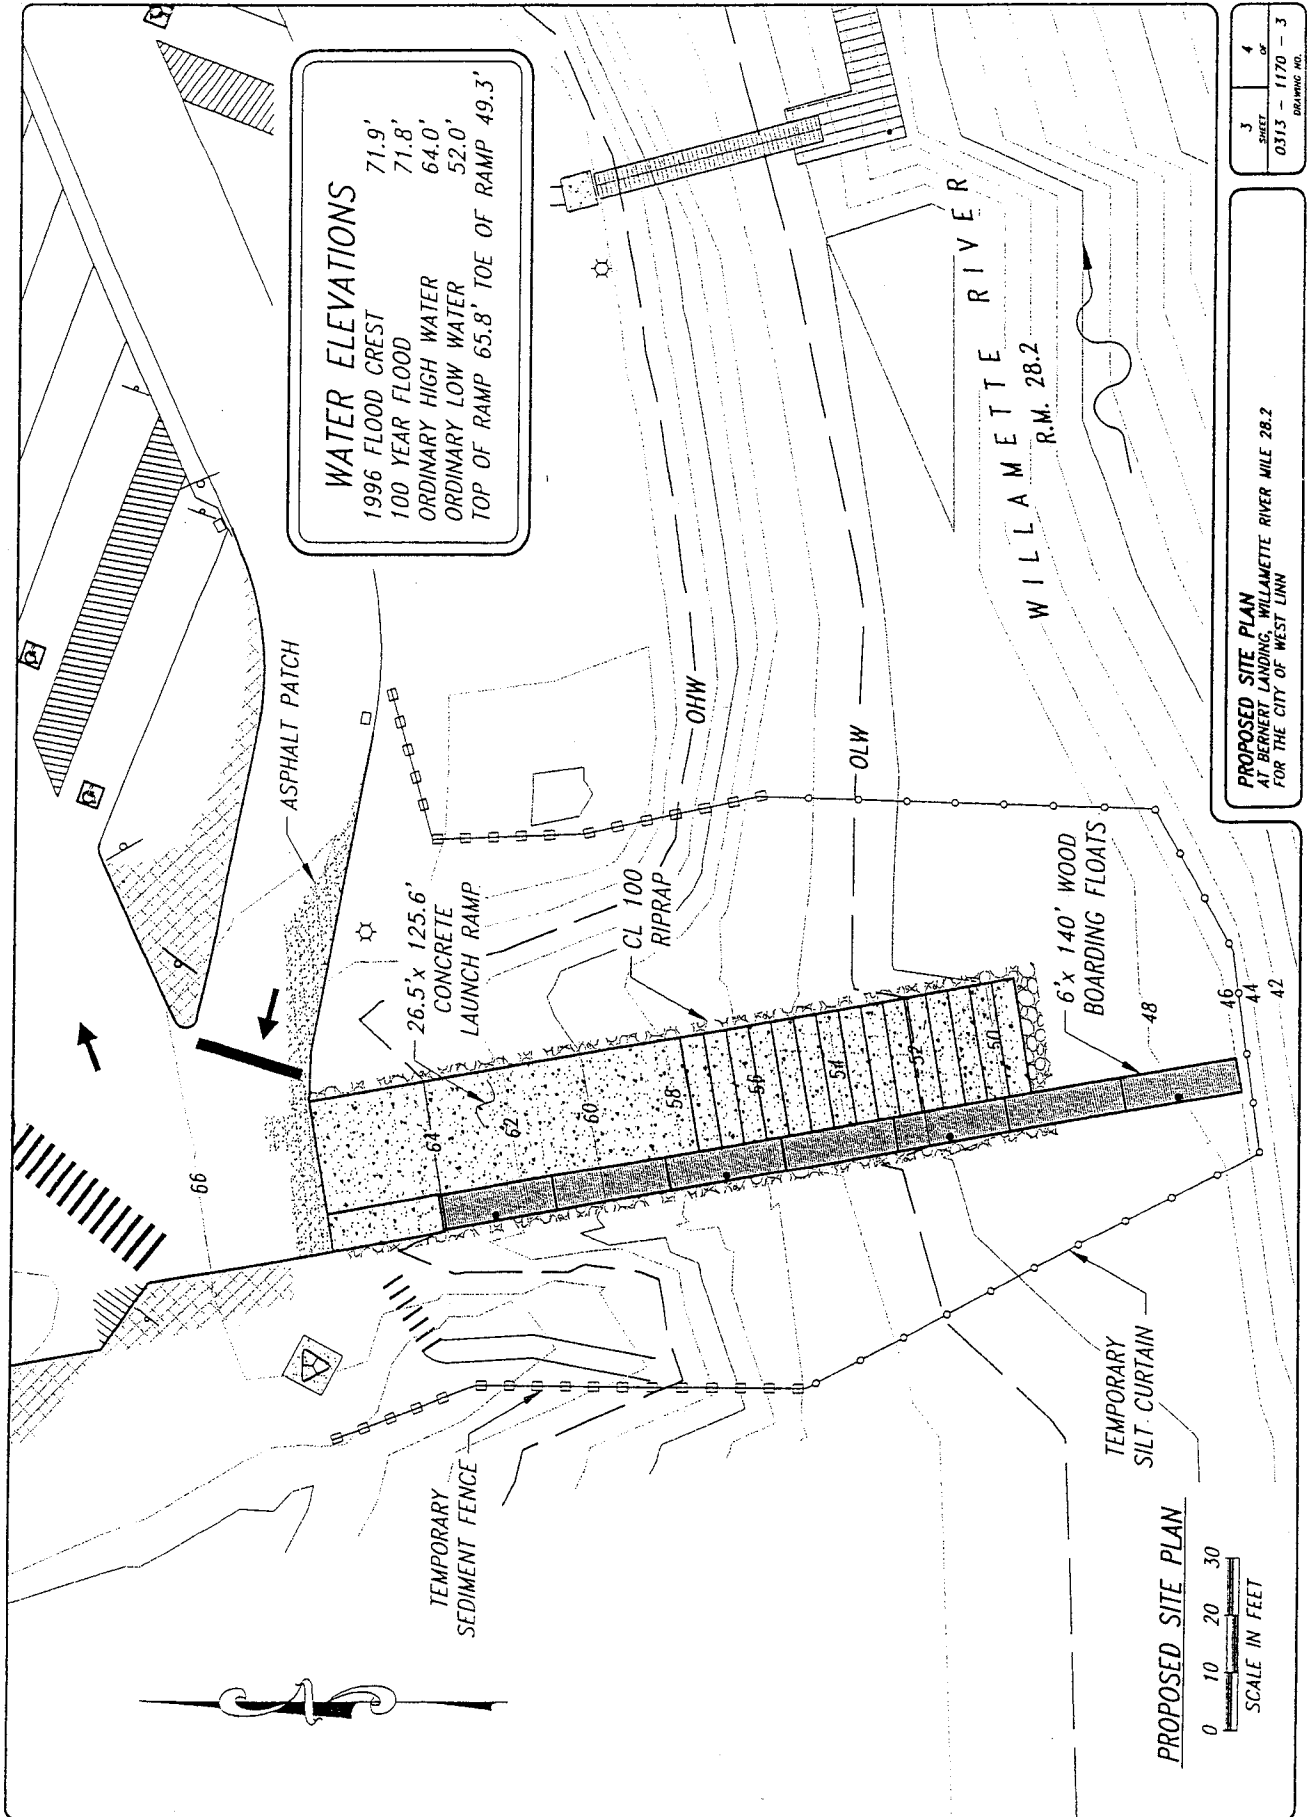 WATER ELEVATIONS
1996 FLOOD CREST 71.9'
100 YEAR FLOOD 71.8'
ORDINARY HIGH WATER 64.0'
ORDINARY LOW WATER 52.0'
TOP OF RAMP 65.8' TOE OF RAMP 49.3'
ASPHALT PATCH
66
26.5'x 125.6'
CONCRETE
LAUNCH RAMP
CL 100
RIPRAP
OHW
OLW
64
62
60
58
56
54
52
50
6'x 140' WOOD
BOARDING FLOATS
48
46
44
42
WILLAMETTE RIVER
R.M. 28.2
TEMPORARY
SEDIMENT FENCE
TEMPORARY
SILT CURTAIN
PROPOSED SITE PLAN
0 10 20 30
SCALE IN FEET
PROPOSED SITE PLAN
AT BERNERT LANDING, WILLAMETTE RIVER MILE 28.2
FOR THE CITY OF WEST LINN
3 4
SHEET OF
0313 - 1170 - 3
DRAWING NO.